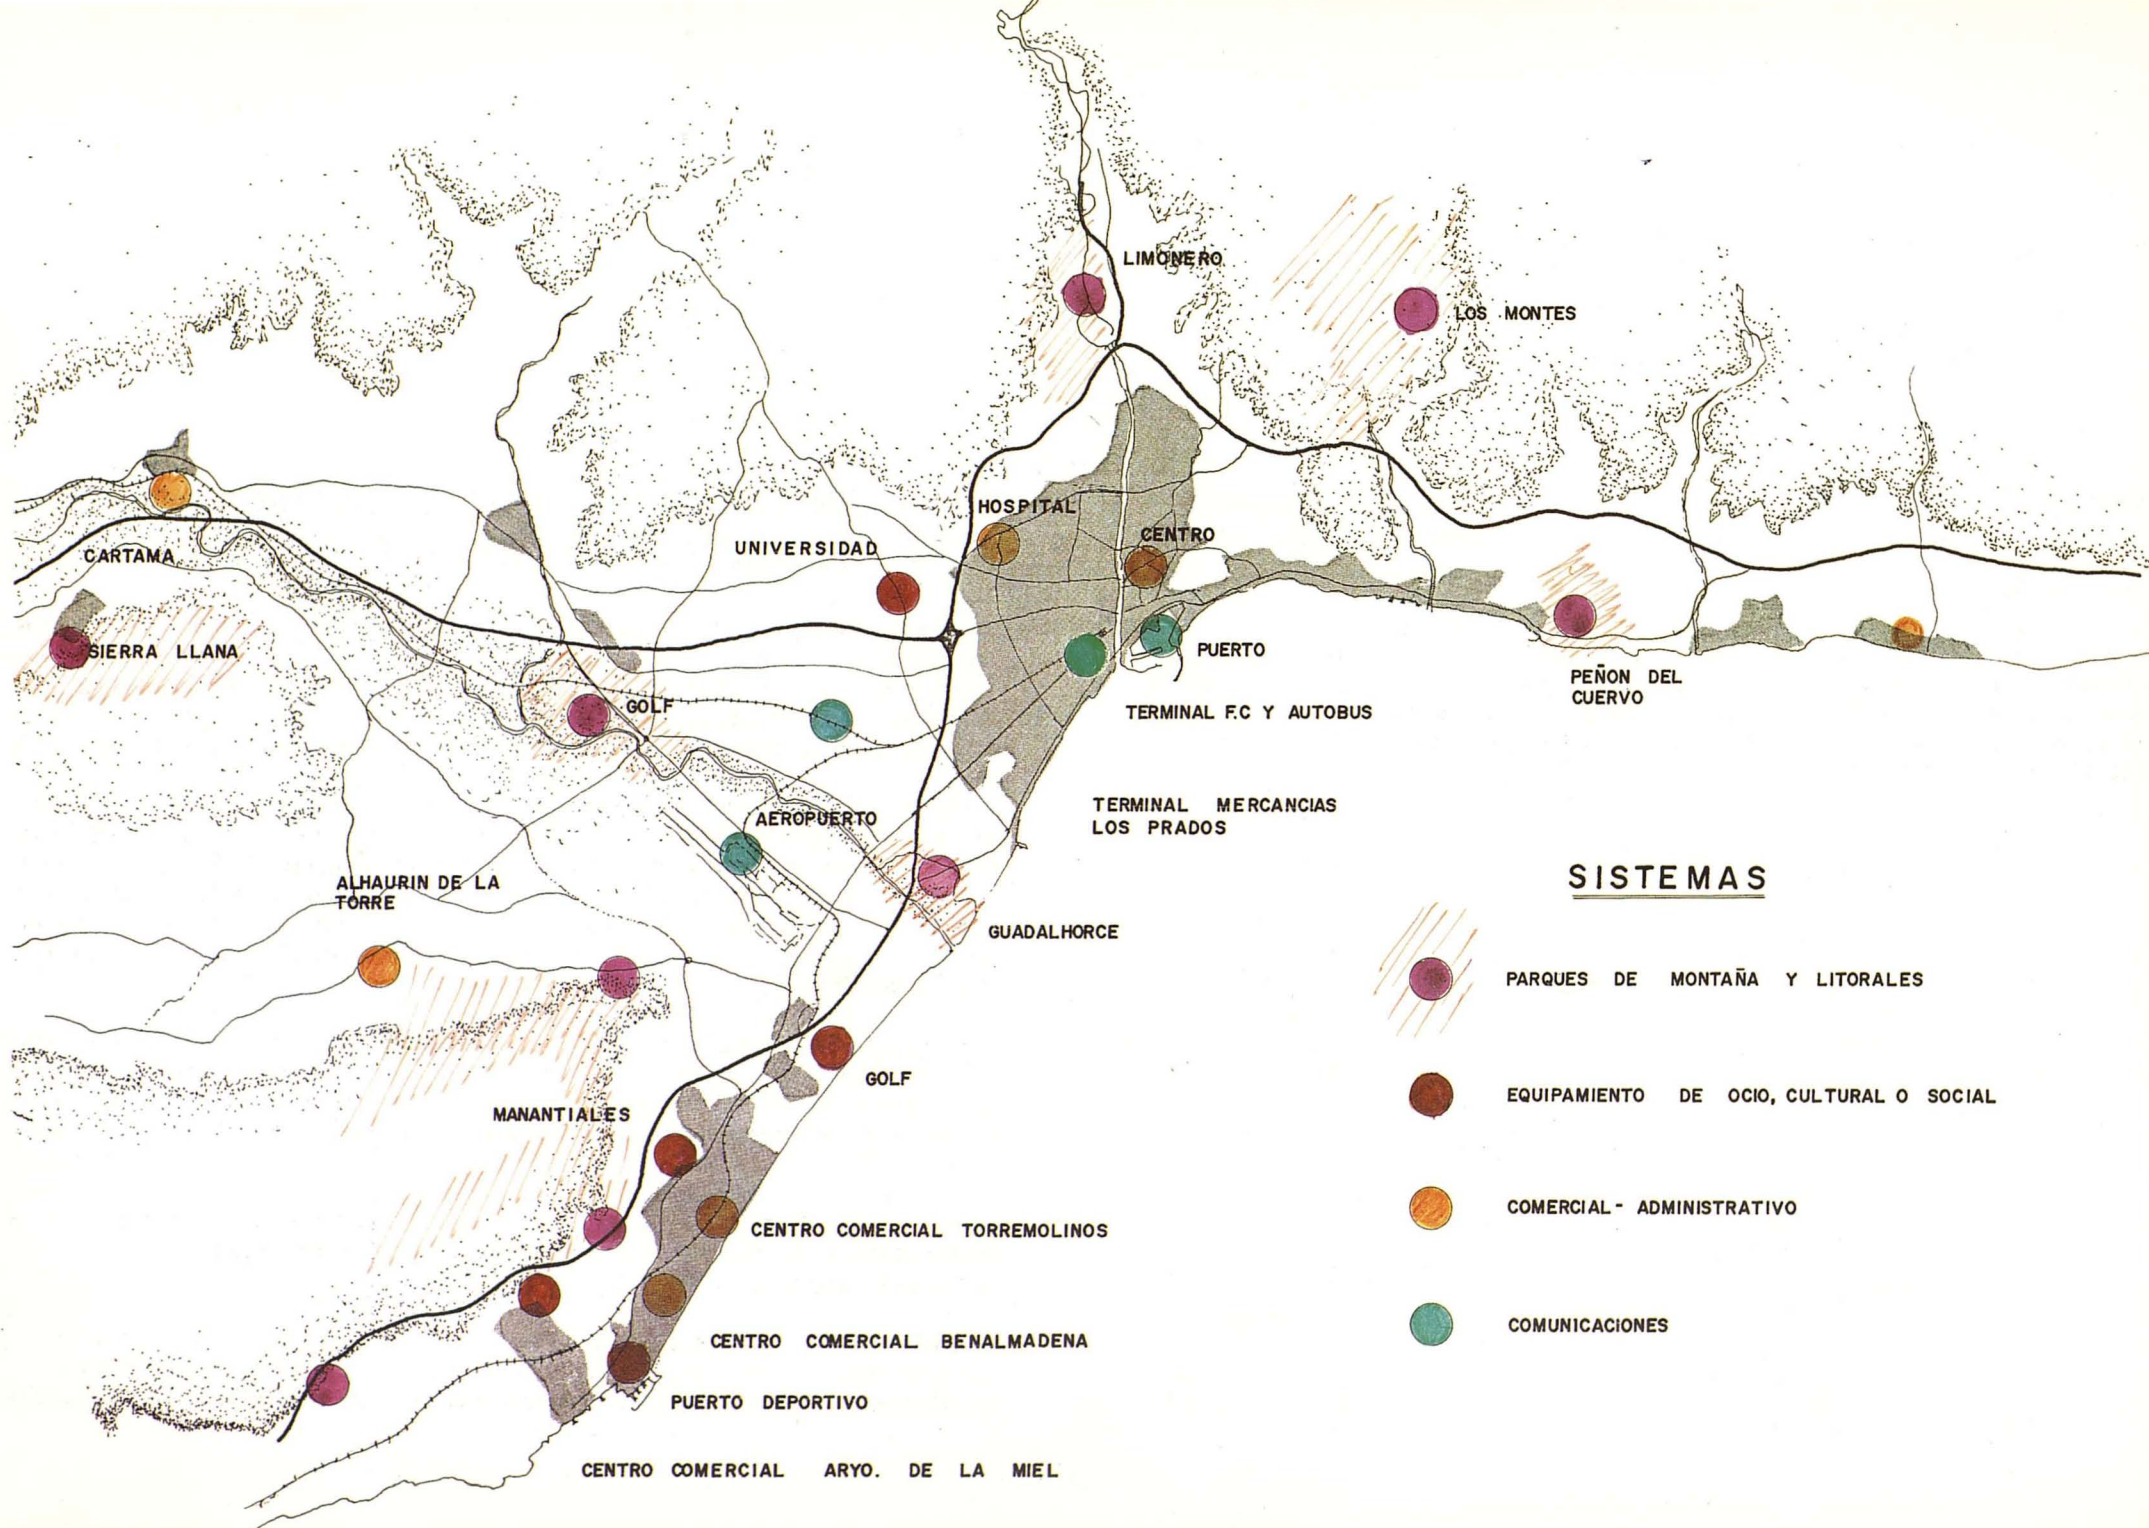 LIMONERO
LOS MONTES
HOSPITAL
CENTRO
UNIVERSIDAD
CARTAMA
SIERRA LLANA
PUERTO
PEÑON DEL
CUERVO
GOLF
TERMINAL F.C Y AUTOBUS
TERMINAL MERCANCIAS
LOS PRADOS
AEROPUERTO
ALHAURIN DE LA
TORRE
GUADALHORCE
GOLF
MANANTIALES
CENTRO COMERCIAL TORREMOLINOS
CENTRO COMERCIAL BENALMADENA
PUERTO DEPORTIVO
CENTRO COMERCIAL ARYO. DE LA MIEL
SISTEMAS
PARQUES DE MONTAÑA Y LITORALES
EQUIPAMIENTO DE OCIO, CULTURAL O SOCIAL
COMERCIAL - ADMINISTRATIVO
COMUNICACIONES